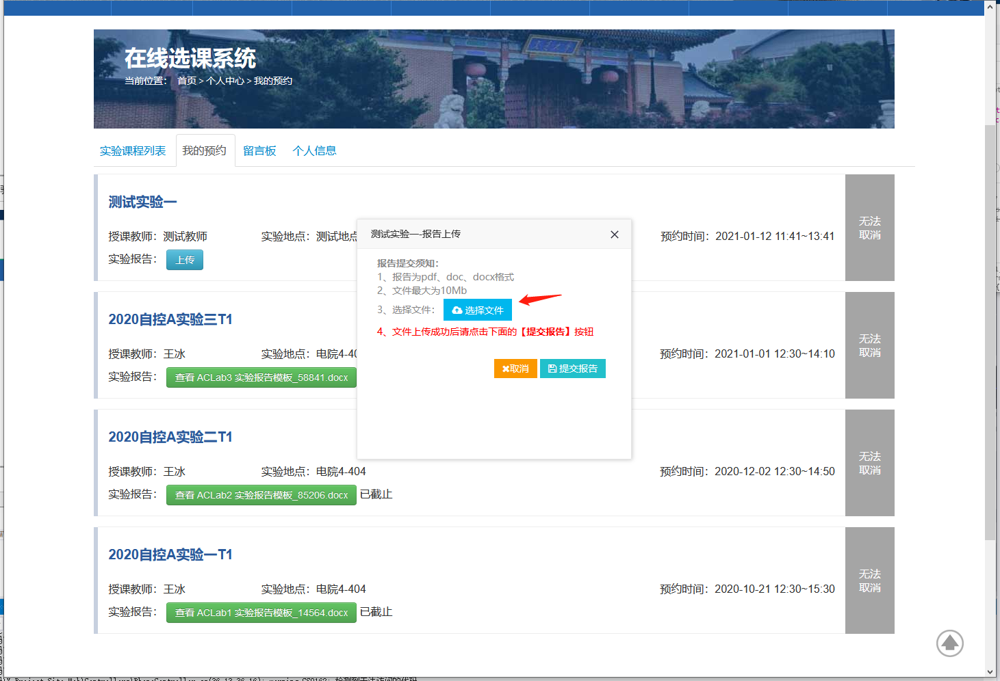 在线选课系统
当前位置： 首页 > 个人中心 > 我的预约
实验课程列表 我的预约 留言板 个人信息
测试实验一
授课教师：测试教师 实验地点：测试地点 预约时间：2021-01-12 11:41~13:41
实验报告： 上传
无法
取消
测试实验一-报告上传
报告提交须知：
1、报告为pdf、doc、docx格式
2、文件最大为10Mb
3、选择文件： 选择文件
4、文件上传成功后请点击下面的【提交报告】按钮
取消 提交报告
2020自控A实验三T1
授课教师：王冰 实验地点：电院4-40 预约时间：2021-01-01 12:30~14:10
实验报告： 查看 ACLab3 实验报告模板_58841.docx
无法
取消
2020自控A实验二T1
授课教师：王冰 实验地点：电院4-404 预约时间：2020-12-02 12:30~14:50
实验报告： 查看 ACLab2 实验报告模板_85206.docx 已截止
无法
取消
2020自控A实验一T1
授课教师：王冰 实验地点：电院4-404 预约时间：2020-10-21 12:30~15:30
实验报告： 查看 ACLab1 实验报告模板_14564.docx 已截止
无法
取消